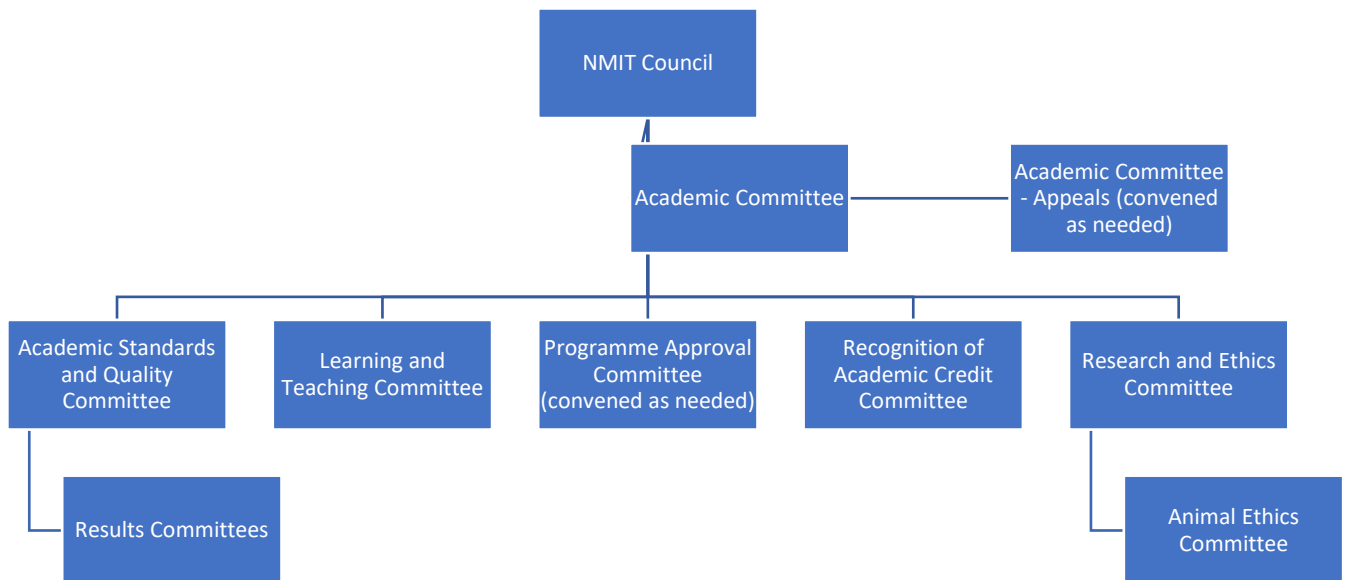 NMIT Council
Academic Committee
Academic Committee
- Appeals (convened
as needed)
Academic Standards
and Quality
Committee
Learning and
Teaching Committee
Programme Approval
Committee
(convened as needed)
Recognition of
Academic Credit
Committee
Research and Ethics
Committee
Results Committees
Animal Ethics
Committee